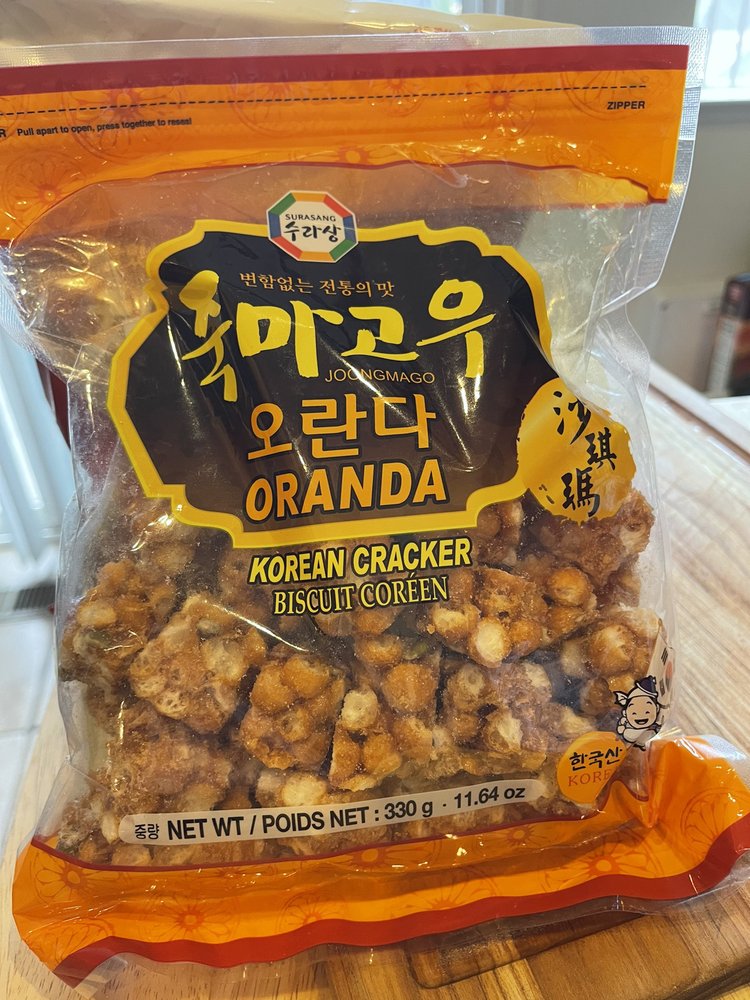 ZIPPER
R Pull apart to open, press together to reseal
SURASANG
수라상
변함없는 전통의 맛
죽마고우
JOONGMAGO
오란다
ORANDA
沙琪瑪
KOREAN CRACKER
BISCUIT CORÉEN
한국산
KORE
중량 NET WT / POIDS NET : 330 g · 11.64 oz